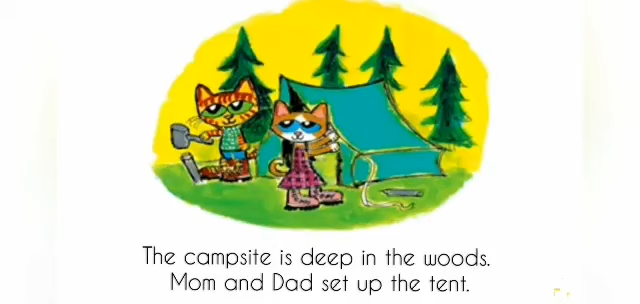 The campsite is deep in the woods.
Mom and Dad set up the tent.